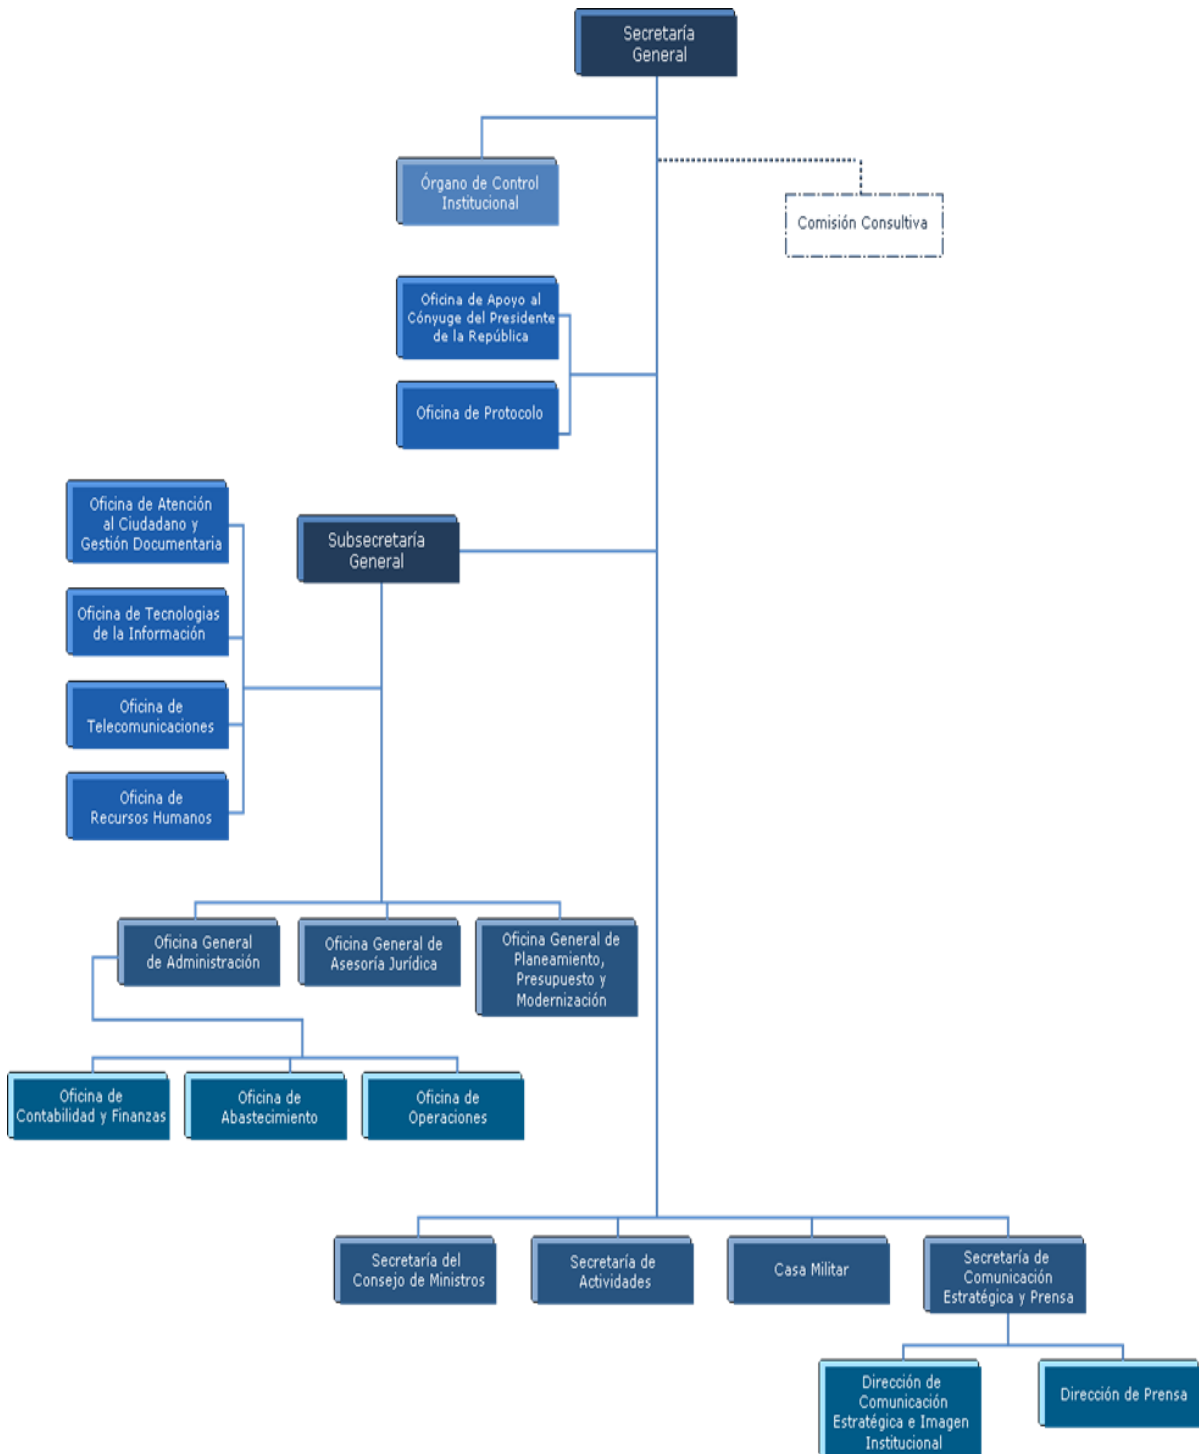 Secretaría
General
Órgano de Control
Institucional
Comisión Consultiva
Oficina de Apoyo al
Cónyuge del Presidente
de la República
Oficina de Protocolo
Oficina de Atención
al Ciudadano y
Gestión Documentaria
Subsecretaría
General
Oficina de Tecnologias
de la Información
Oficina de
Telecomunicaciones
Oficina de
Recursos Humanos
Oficina General
de Administración
Oficina General de
Asesoría Jurídica
Oficina General de
Planeamiento,
Presupuesto y
Modernización
Oficina de
Contabilidad y Finanzas
Oficina de
Abastecimiento
Oficina de
Operaciones
Secretaría del
Consejo de Ministros
Secretaría de
Actividades
Casa Militar
Secretaría de
Comunicación
Estratégica y Prensa
Dirección de
Comunicación
Estratégica e Imagen
Institucional
Dirección de Prensa